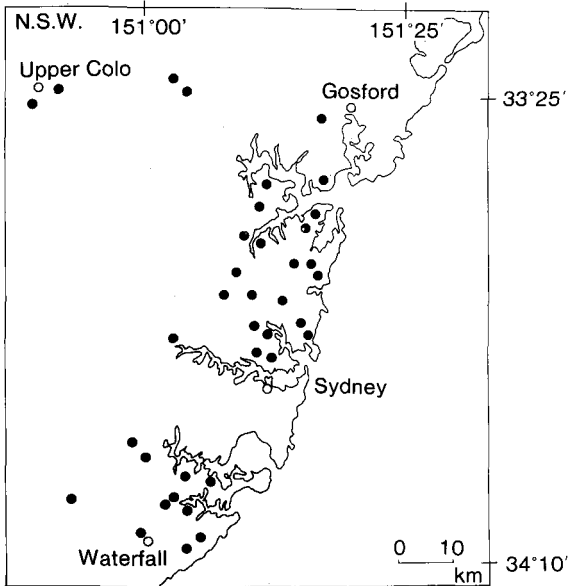 N.S.W.
151°00'
151°25'
Upper Colo
Gosford
33°25
Sydney
Waterfall
0 10
km
34°10